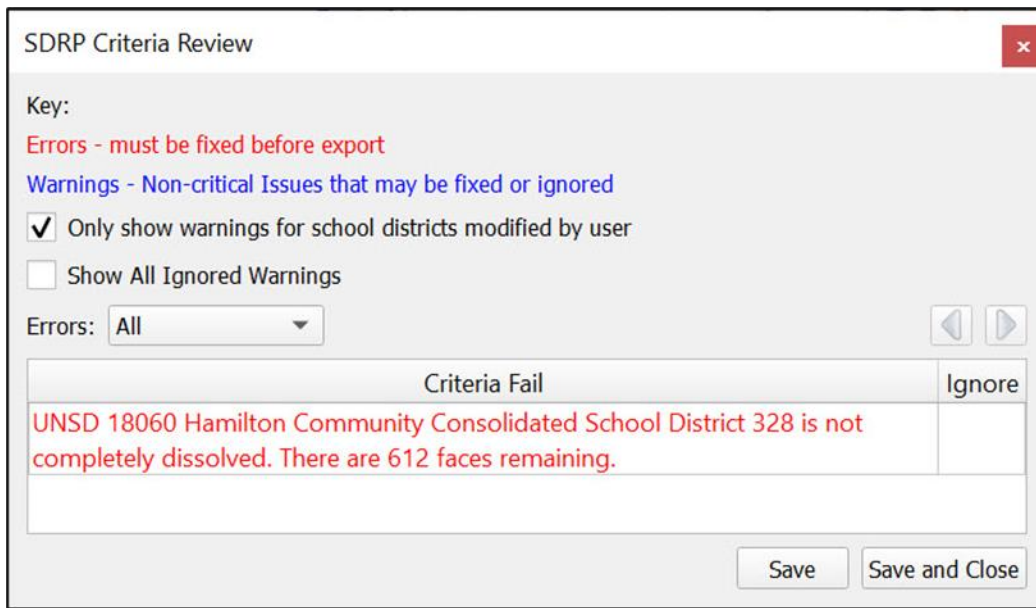 SDRP Criteria Review
Key:
Errors - must be fixed before export
Warnings - Non-critical Issues that may be fixed or ignored
Only show warnings for school districts modified by user
Show All Ignored Warnings
Errors: All
Criteria Fail Ignore
UNSD 18060 Hamilton Community Consolidated School District 328 is not
completely dissolved. There are 612 faces remaining.
Save Save and Close